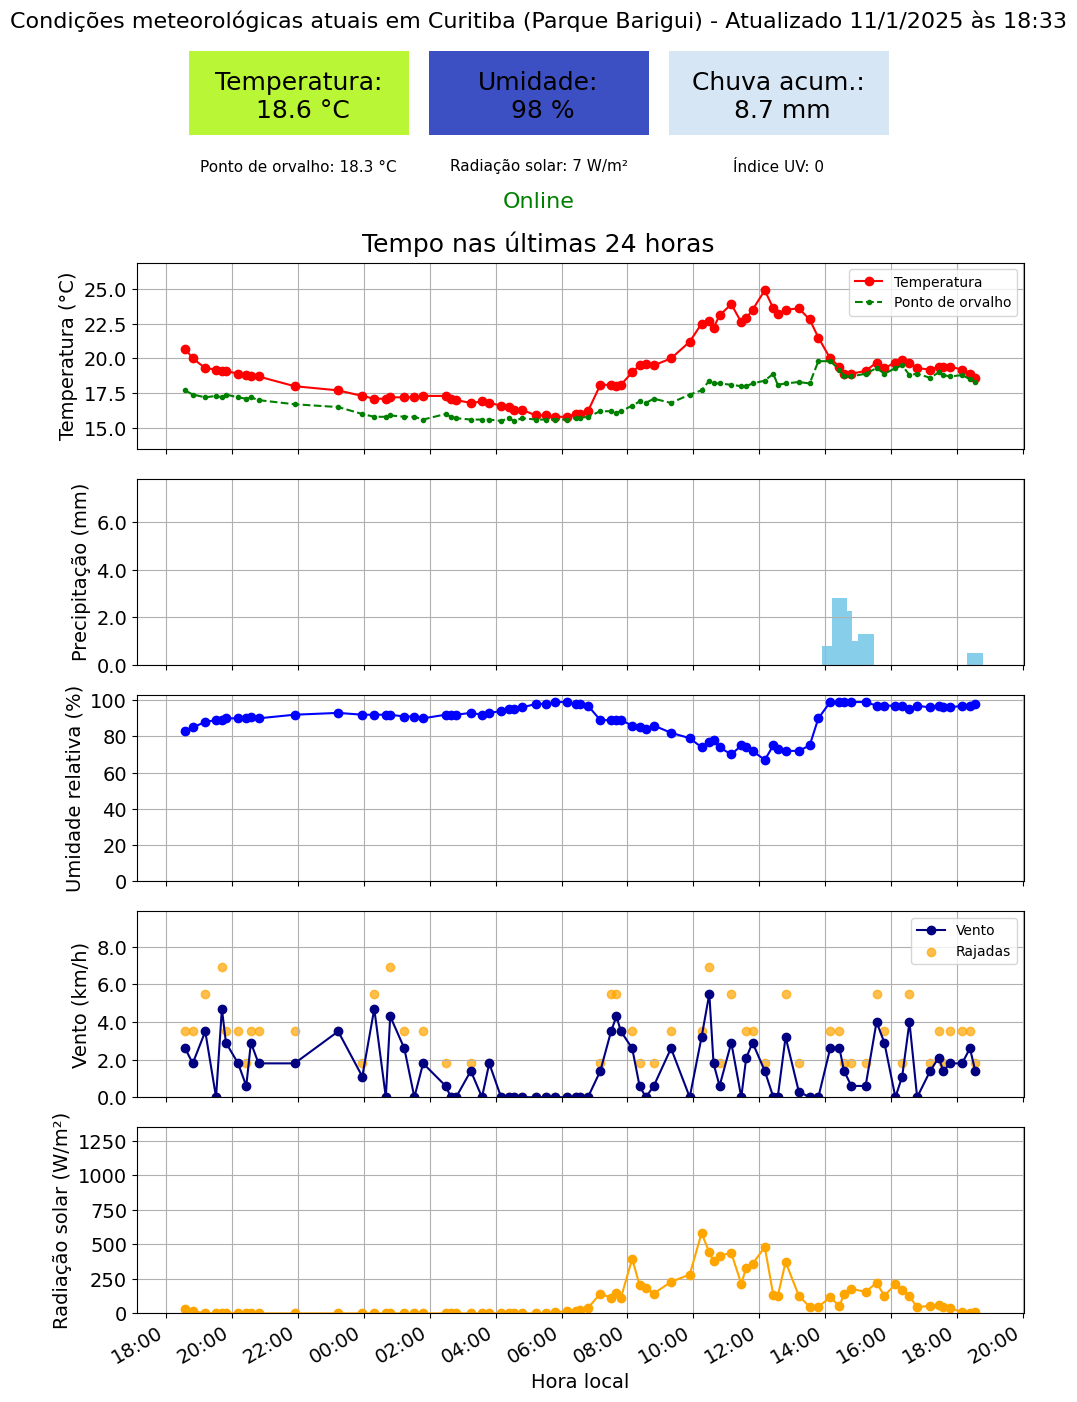 Condições meteorológicas atuais em Curitiba (Parque Barigui) - Atualizado 11/1/2025 às 18:33
Temperatura:
18.6 °C
Umidade:
98 %
Chuva acum.:
8.7 mm
Ponto de orvalho: 18.3 °C
Radiação solar: 7 W/m²
Índice UV: 0
Online
Tempo nas últimas 24 horas
Temperatura (°C)
25.0
22.5
20.0
17.5
15.0
Temperatura
Ponto de orvalho
Precipitação (mm)
6.0
4.0
2.0
0.0
Umidade relativa (%)
100
80
60
40
20
0
Vento (km/h)
8.0
6.0
4.0
2.0
0.0
Vento
Rajadas
Radiação solar (W/m²)
1250
1000
750
500
250
0
18:00
20:00
22:00
00:00
02:00
04:00
06:00
08:00
10:00
12:00
14:00
16:00
18:00
20:00
Hora local